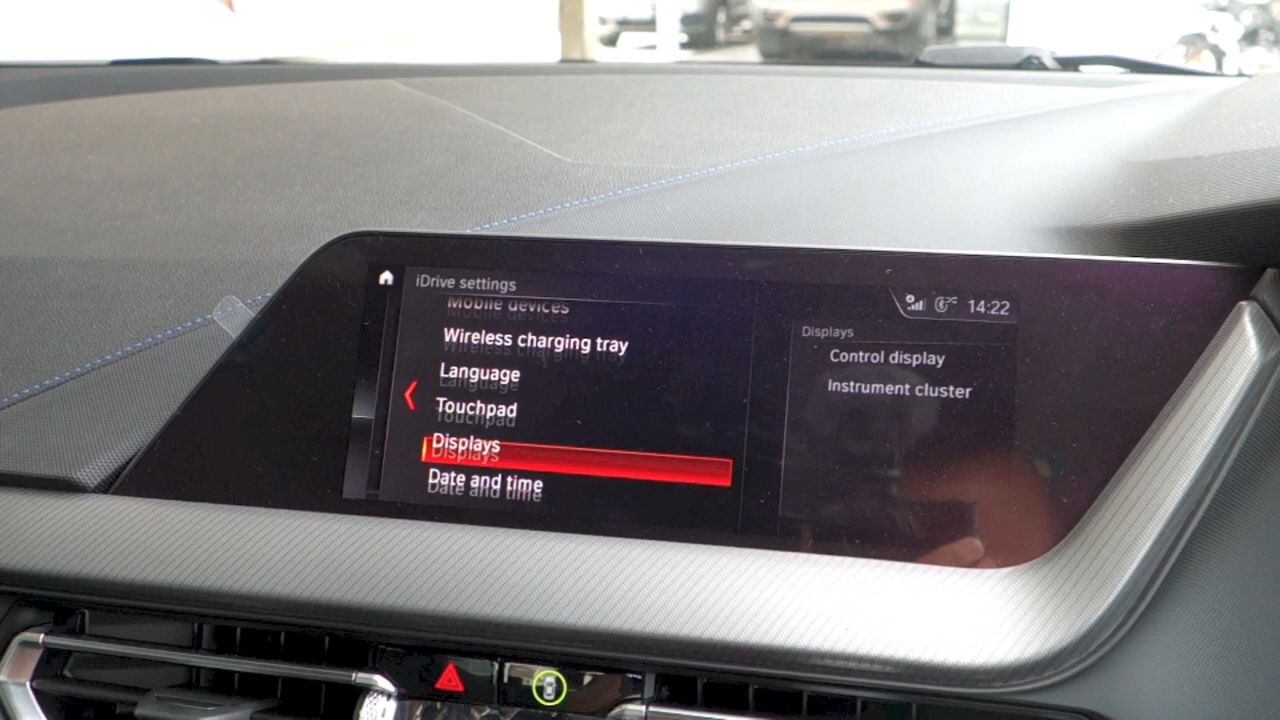 iDrive settings
14:22
Mobile devices
Wireless charging tray
Language
Touchpad
Displays
Date and time
Displays
Control display
Instrument cluster